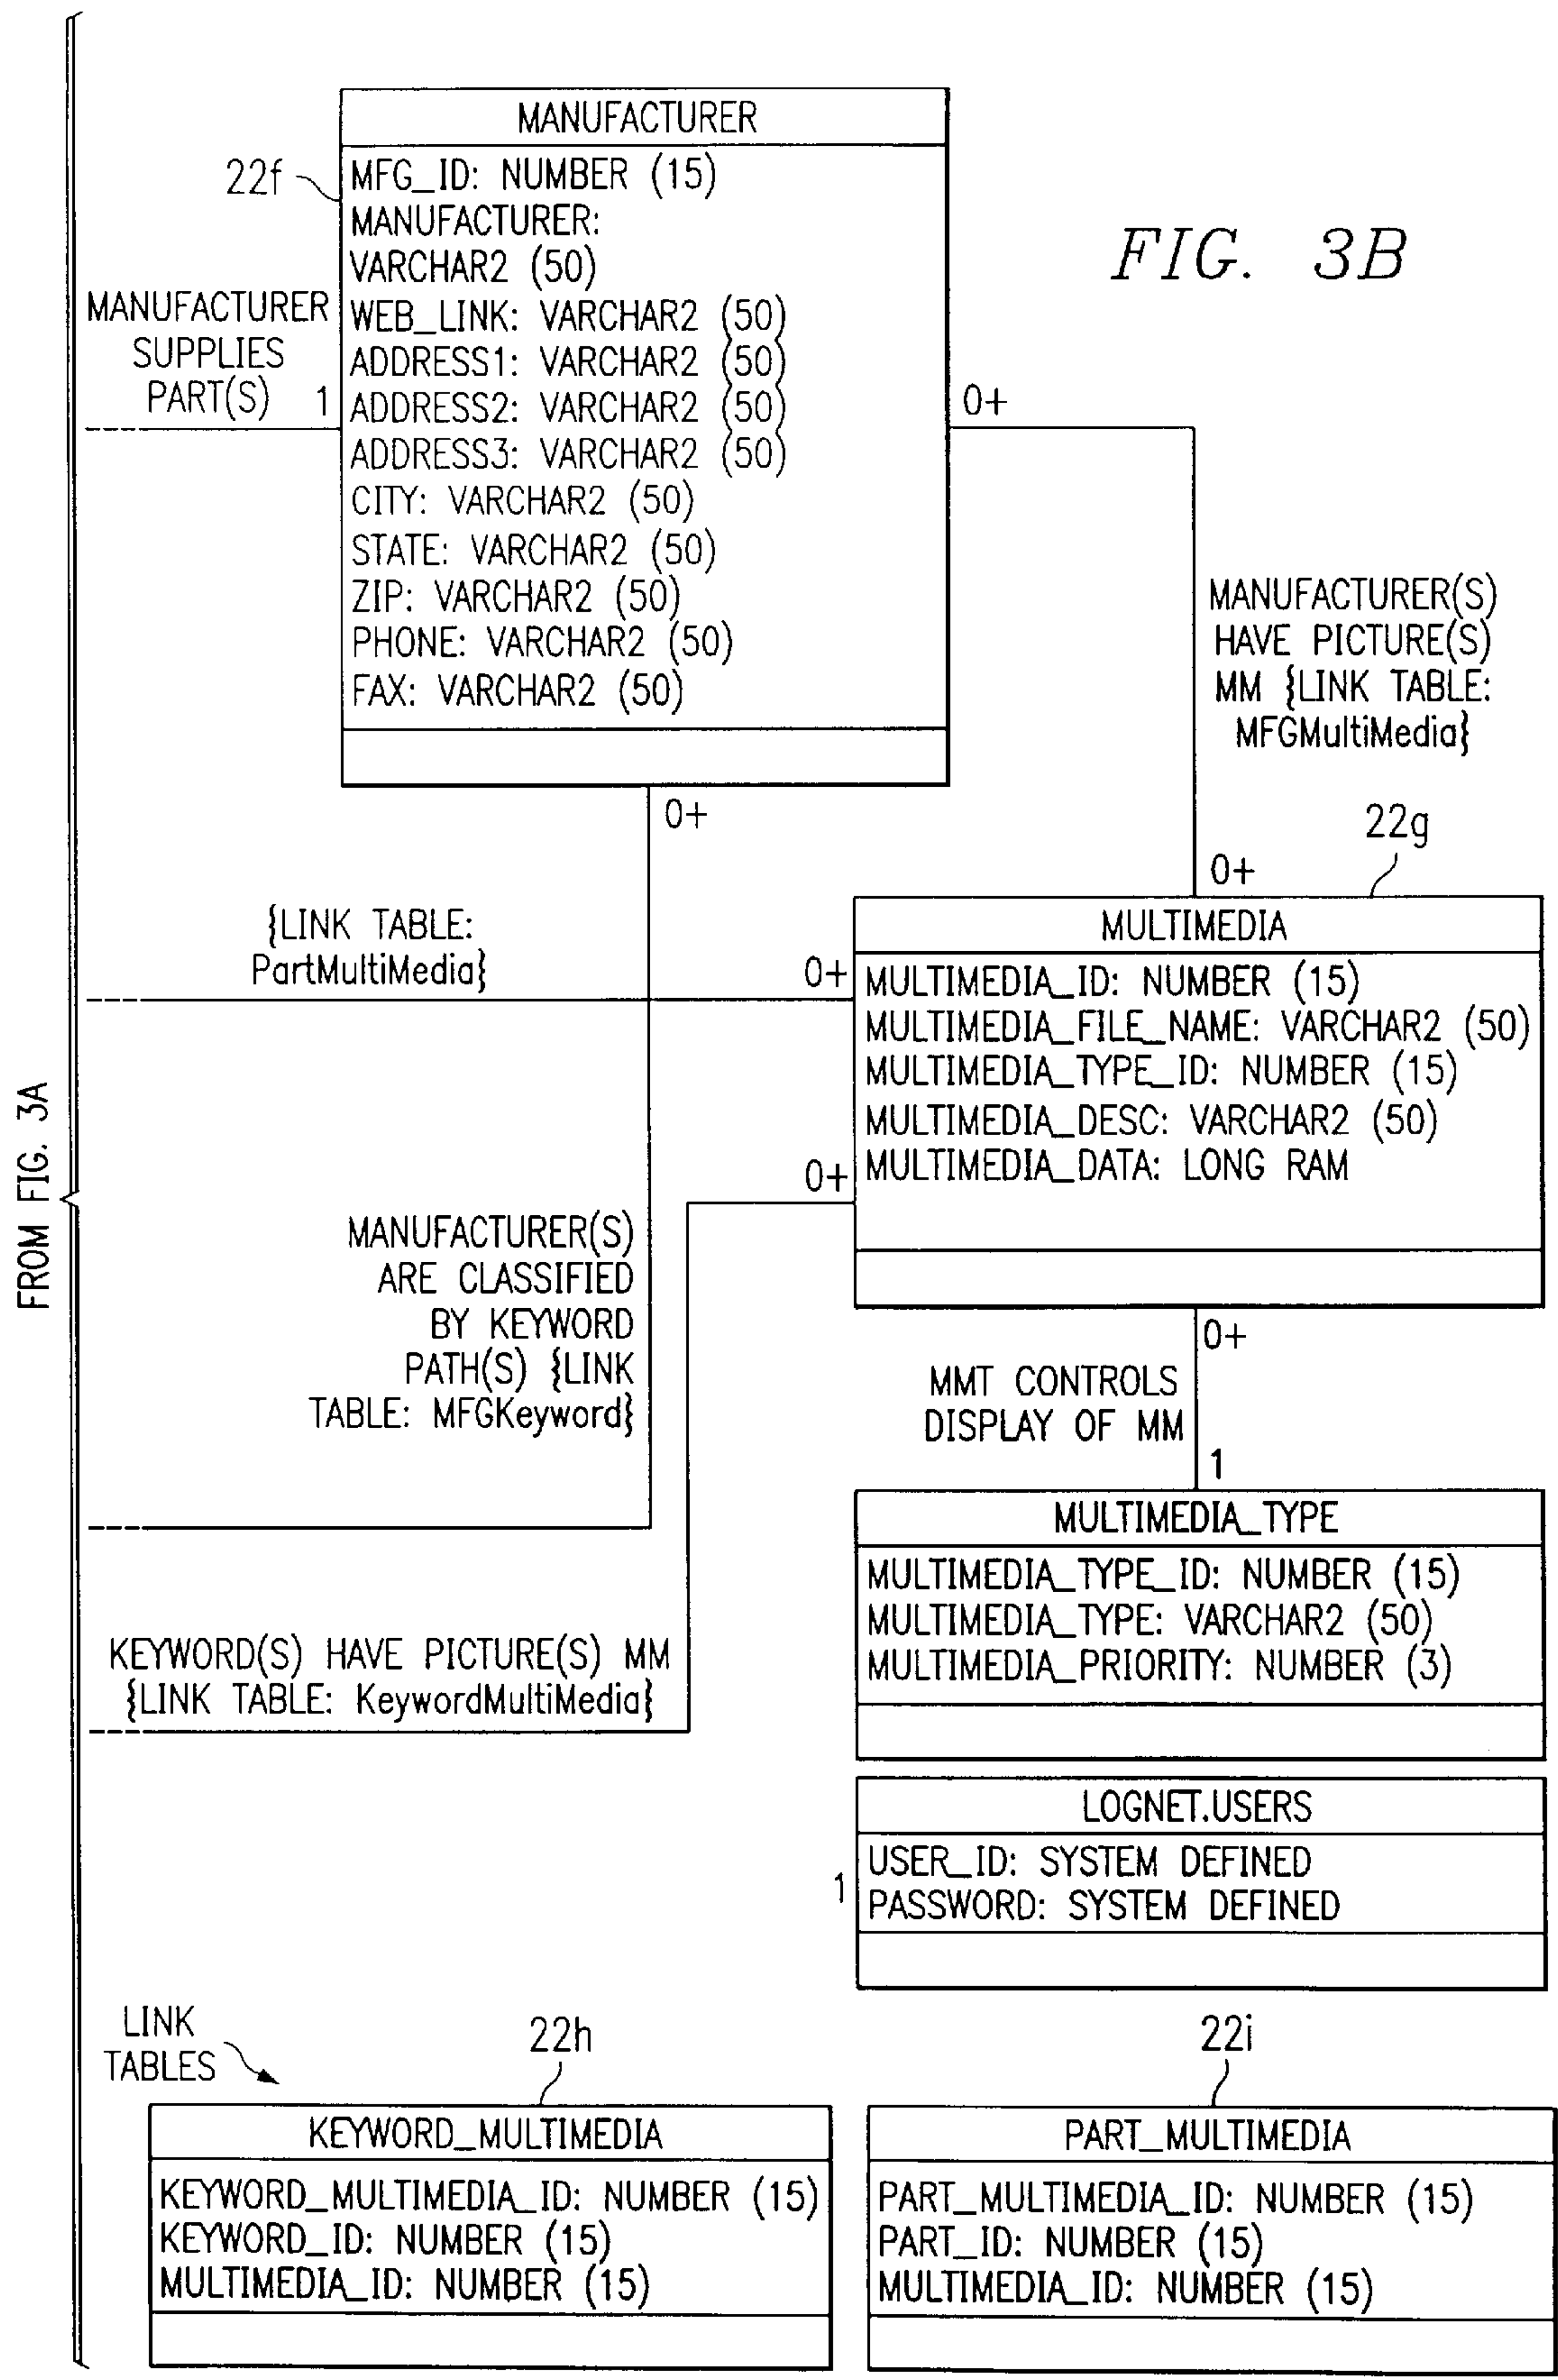 MANUFACTURER
22f
MFG_ID: NUMBER (15)
MANUFACTURER:
VARCHAR2 (50)
WEB_LINK: VARCHAR2 (50)
ADDRESS1: VARCHAR2 (50)
ADDRESS2: VARCHAR2 (50)
ADDRESS3: VARCHAR2 (50)
CITY: VARCHAR2 (50)
STATE: VARCHAR2 (50)
ZIP: VARCHAR2 (50)
PHONE: VARCHAR2 (50)
FAX: VARCHAR2 (50)
FIG. 3B
MANUFACTURER
SUPPLIES
PART(S)
1
0+
MANUFACTURER(S)
HAVE PICTURE(S)
MM {LINK TABLE:
MFGMultiMedia}
0+
0+
22g
{LINK TABLE:
PartMultiMedia}
0+
MULTIMEDIA
MULTIMEDIA_ID: NUMBER (15)
MULTIMEDIA_FILE_NAME: VARCHAR2 (50)
MULTIMEDIA_TYPE_ID: NUMBER (15)
MULTIMEDIA_DESC: VARCHAR2 (50)
MULTIMEDIA_DATA: LONG RAM
0+
FROM FIG. 3A
MANUFACTURER(S)
ARE CLASSIFIED
BY KEYWORD
PATH(S) {LINK
TABLE: MFGKeyword}
0+
MMT CONTROLS
DISPLAY OF MM
1
MULTIMEDIA_TYPE
MULTIMEDIA_TYPE_ID: NUMBER (15)
MULTIMEDIA_TYPE: VARCHAR2 (50)
MULTIMEDIA_PRIORITY: NUMBER (3)
KEYWORD(S) HAVE PICTURE(S) MM
{LINK TABLE: KeywordMultiMedia}
LOGNET.USERS
1
USER_ID: SYSTEM DEFINED
PASSWORD: SYSTEM DEFINED
LINK
TABLES
22h
KEYWORD_MULTIMEDIA
KEYWORD_MULTIMEDIA_ID: NUMBER (15)
KEYWORD_ID: NUMBER (15)
MULTIMEDIA_ID: NUMBER (15)
22i
PART_MULTIMEDIA
PART_MULTIMEDIA_ID: NUMBER (15)
PART_ID: NUMBER (15)
MULTIMEDIA_ID: NUMBER (15)